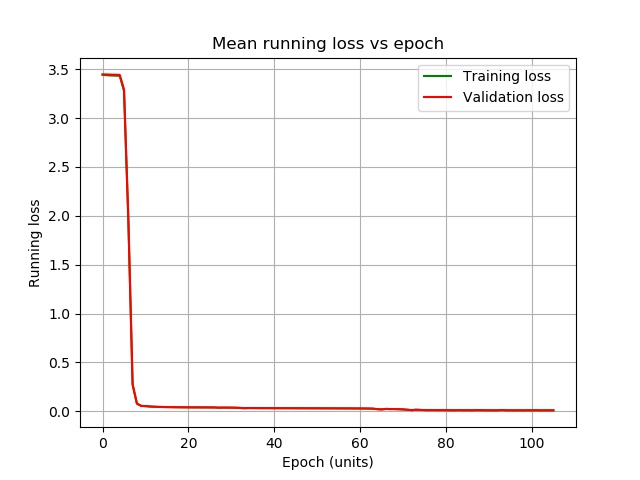 Mean running loss vs epoch
3.5
3.0
2.5
2.0
1.5
1.0
0.5
0.0
Running loss
Training loss
Validation loss
0 20 40 60 80 100
Epoch (units)